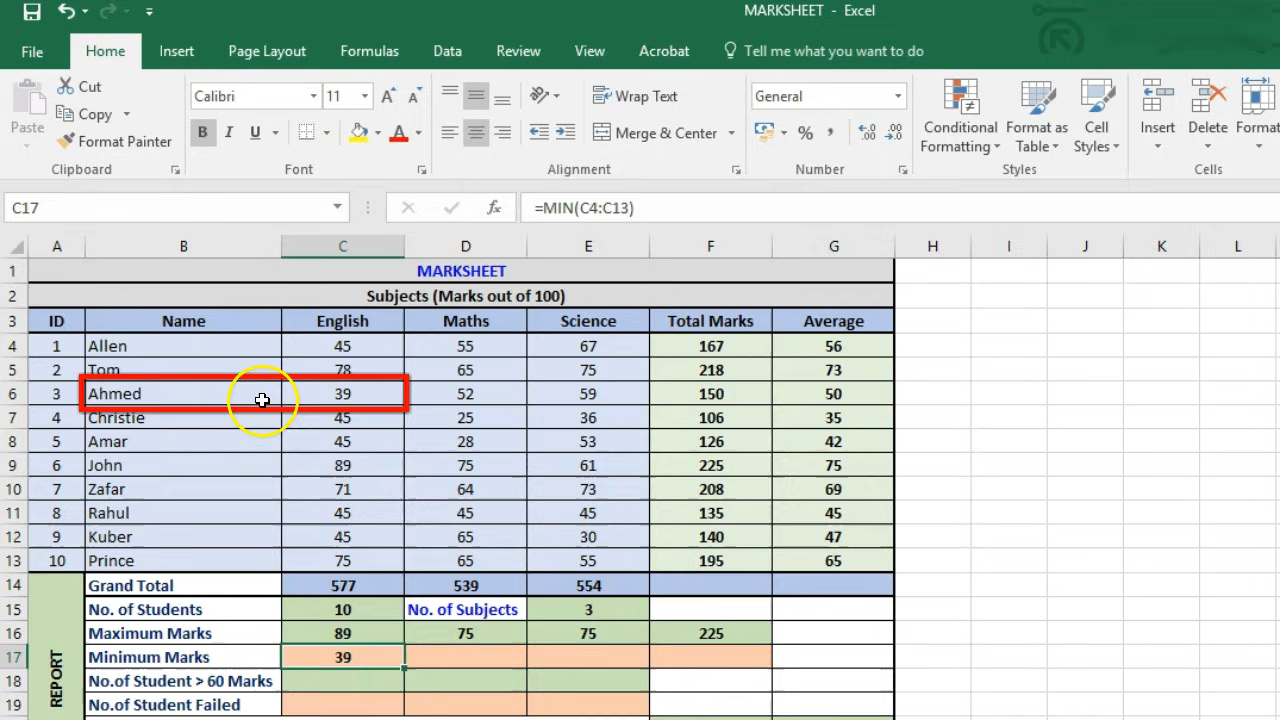 MARKSHEET - Excel
File Home Insert Page Layout Formulas Data Review View Acrobat Tell me what you want to do
Cut
Copy
Format Painter
Paste
Clipboard
Calibri 11 A A
B I U A
Font
Wrap Text
Merge & Center
Alignment
General
% , .0 .00
Number
Conditional Formatting
Format as Table
Cell Styles
Styles
Insert Delete Format
Cells
C17 fx =MIN(C4:C13)
A B C D E F G H I J K L
1 MARKSHEET
2 Subjects (Marks out of 100)
3 ID Name English Maths Science Total Marks Average
4 1 Allen 45 55 67 167 56
5 2 Tom 78 65 75 218 73
6 3 Ahmed 39 52 59 150 50
7 4 Christie 45 25 36 106 35
8 5 Amar 45 28 53 126 42
9 6 John 89 75 61 225 75
10 7 Zafar 71 64 73 208 69
11 8 Rahul 45 45 45 135 45
12 9 Kuber 45 65 30 140 47
13 10 Prince 75 65 55 195 65
14 Grand Total 577 539 554
15 No. of Students 10 No. of Subjects 3
16 Maximum Marks 89 75 75 225
17 Minimum Marks 39
18 No.of Student > 60 Marks
19 No.of Student Failed
REPORT